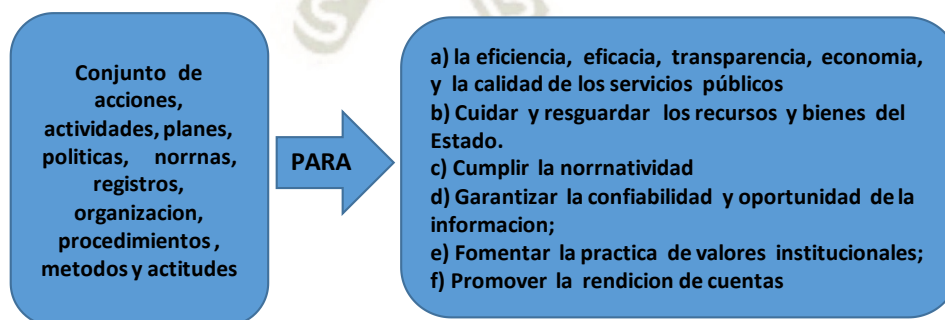 Conjunto de
acciones,
actividades, planes,
politicas, norrnas,
registros,
organizacion,
procedimientos ,
metodos y actitudes
PARA
a) la eficiencia, eficacia, transparencia, economia,
y la calidad de los servicios públicos
b) Cuidar y resguardar los recursos y bienes del
Estado.
c) Cumplir la norrnatividad
d) Garantizar la confiabilidad y oportunidad de la
informacion;
e) Fomentar la practica de valores institucionales;
f) Promover la rendicion de cuentas